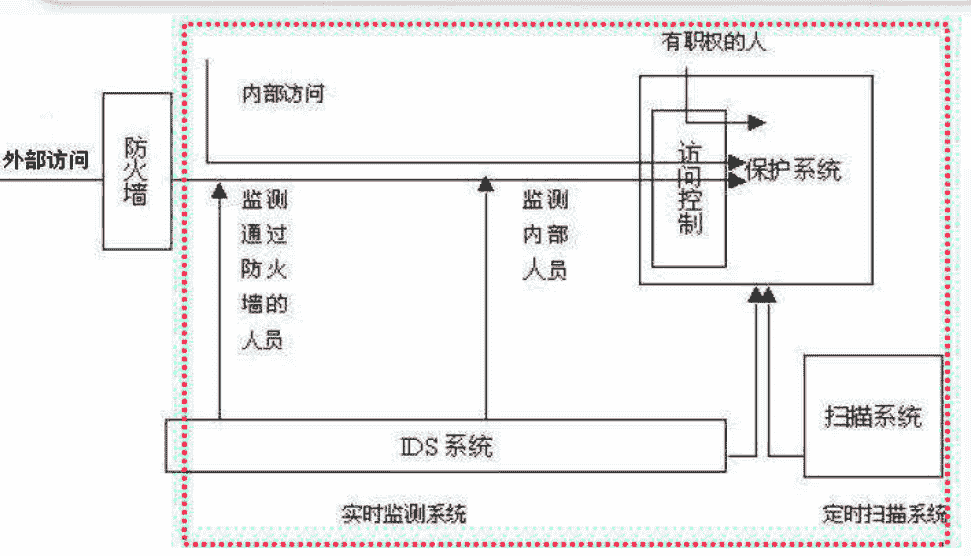 有职权的人
内部访问
外部访问
防火墙
访问控制
保护系统
监测
通过
防火
墙的
人员
监测
内部
人员
扫描系统
IDS 系统
实时监测系统
定时扫描系统